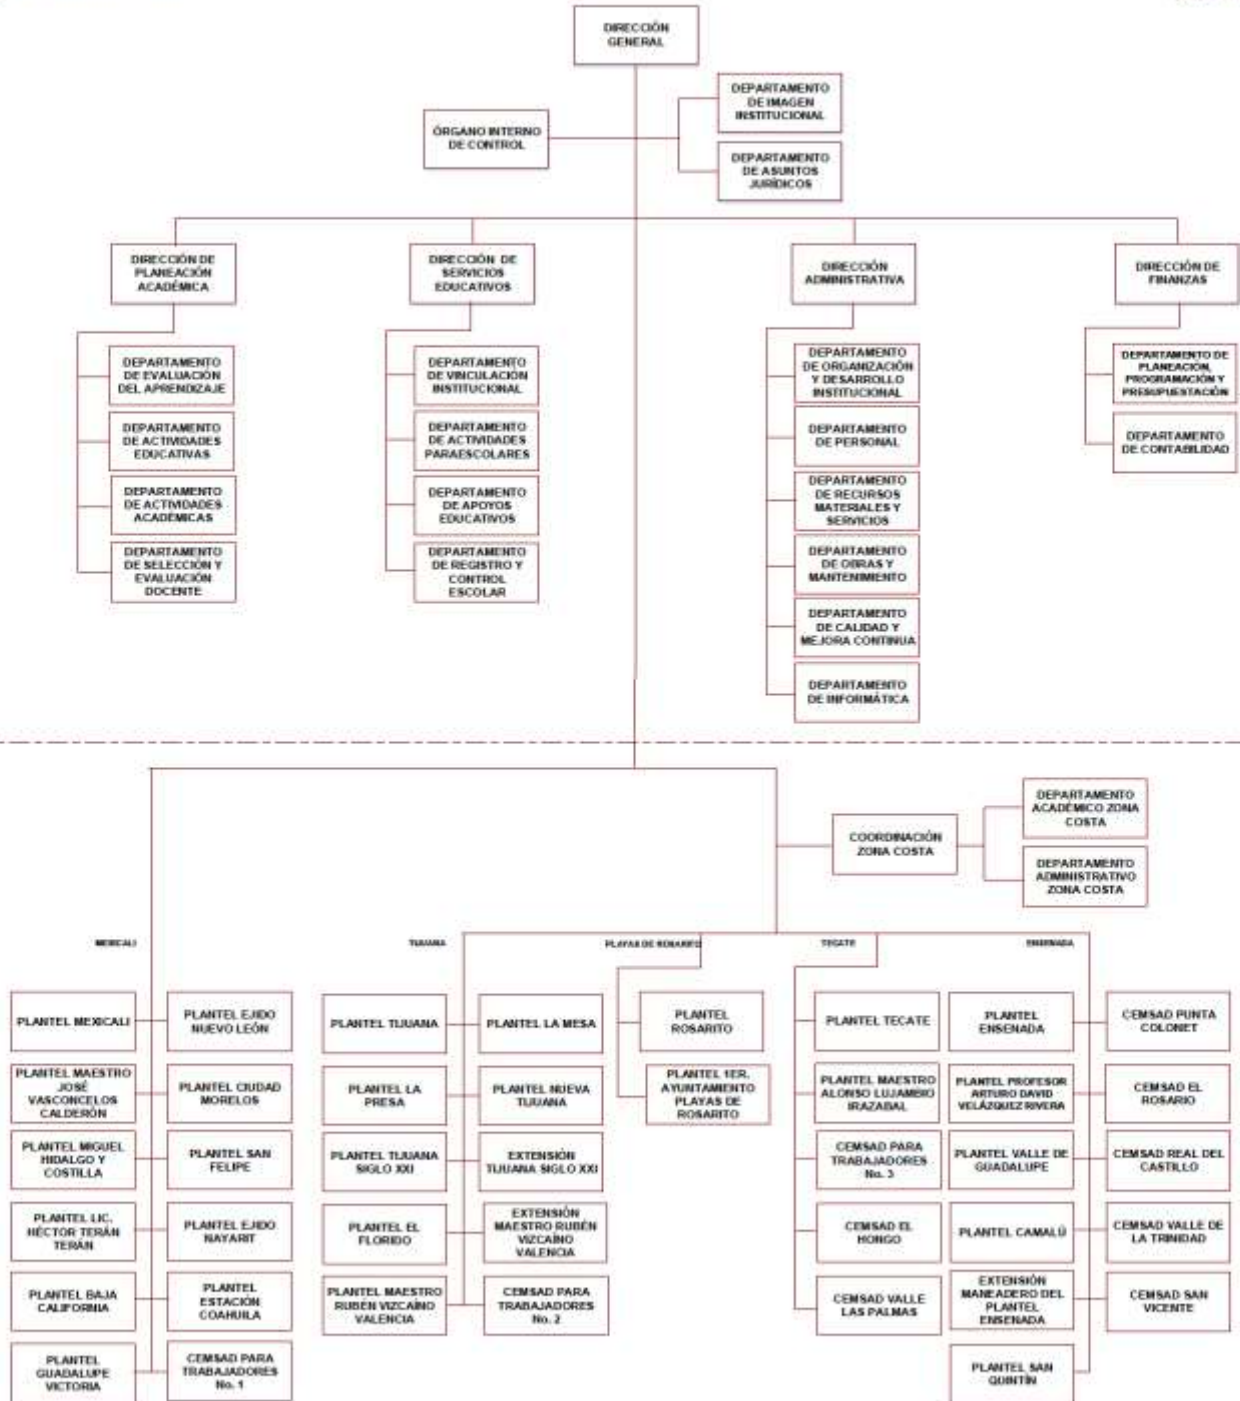 DIRECCIÓN
GENERAL
DEPARTAMENTO
DE IMAGEN
INSTITUCIONAL
ÓRGANO INTERNO
DE CONTROL
DEPARTAMENTO
DE ASUNTOS
JURÍDICOS
DIRECCIÓN DE
PLANEACIÓN
ACADÉMICA
DIRECCIÓN DE
SERVICIOS
EDUCATIVOS
DIRECCIÓN
ADMINISTRATIVA
DIRECCIÓN DE
FINANZAS
DEPARTAMENTO
DE EVALUACIÓN
DEL APRENDIZAJE
DEPARTAMENTO
DE ACTIVIDADES
EDUCATIVAS
DEPARTAMENTO
DE ACTIVIDADES
ACADÉMICAS
DEPARTAMENTO
DE SELECCIÓN Y
EVALUACIÓN
DOCENTE
DEPARTAMENTO
DE VINCULACIÓN
INSTITUCIONAL
DEPARTAMENTO
DE ACTIVIDADES
PARAESCOLARES
DEPARTAMENTO
DE APOYOS
EDUCATIVOS
DEPARTAMENTO
DE REGISTRO Y
CONTROL
ESCOLAR
DEPARTAMENTO
DE ORGANIZACIÓN
Y DESARROLLO
INSTITUCIONAL
DEPARTAMENTO
DE PERSONAL
DEPARTAMENTO
DE RECURSOS
MATERIALES Y
SERVICIOS
DEPARTAMENTO
DE OBRAS Y
MANTENIMIENTO
DEPARTAMENTO
DE CALIDAD Y
MEJORA CONTINUA
DEPARTAMENTO
DE INFORMÁTICA
DEPARTAMENTO DE
PLANEACIÓN,
PROGRAMACIÓN Y
PRESUPUESTACIÓN
DEPARTAMENTO
DE CONTABILIDAD
COORDINACIÓN
ZONA COSTA
DEPARTAMENTO
ACADÉMICO ZONA
COSTA
DEPARTAMENTO
ADMINISTRATIVO
ZONA COSTA
MEXICALI
PLANTEL MEXICALI
PLANTEL MAESTRO
JOSÉ
VASCONCELOS
CALDERÓN
PLANTEL MIGUEL
HIDALGO Y
COSTILLA
PLANTEL LIC.
HÉCTOR TERÁN
TERÁN
PLANTEL BAJA
CALIFORNIA
PLANTEL
GUADALUPE
VICTORIA
PLANTEL EJIDO
NUEVO LEÓN
PLANTEL CIUDAD
MORELOS
PLANTEL SAN
FELIPE
PLANTEL EJIDO
NAYARIT
PLANTEL
ESTACIÓN
COAHUILA
CEMSAD PARA
TRABAJADORES
No. 1
TIJUANA
PLANTEL TIJUANA
PLANTEL LA
PRESA
PLANTEL TIJUANA
SIGLO XXI
PLANTEL EL
FLORIDO
PLANTEL MAESTRO
RUBÉN VIZCAÍNO
VALENCIA
PLANTEL LA MESA
PLANTEL NUEVA
TIJUANA
EXTENSIÓN
TIJUANA SIGLO XXI
EXTENSIÓN
MAESTRO RUBÉN
VIZCAÍNO
VALENCIA
CEMSAD PARA
TRABAJADORES
No. 2
PLAYAS DE ROSARITO
PLANTEL
ROSARITO
PLANTEL 1ER.
AYUNTAMIENTO
PLAYAS DE
ROSARITO
TECATE
PLANTEL TECATE
PLANTEL MAESTRO
ALONSO LUJAMBIO
IRAZABAL
CEMSAD PARA
TRABAJADORES
No. 3
CEMSAD EL
HONGO
CEMSAD VALLE
LAS PALMAS
ENSENADA
PLANTEL
ENSENADA
PLANTEL PROFESOR
ARTURO DAVID
VELÁZQUEZ RIVERA
PLANTEL VALLE DE
GUADALUPE
PLANTEL CAMALÚ
EXTENSIÓN
MANEADERO DEL
PLANTEL
ENSENADA
PLANTEL SAN
QUINTÍN
CEMSAD PUNTA
COLONET
CEMSAD EL
ROSARIO
CEMSAD REAL DEL
CASTILLO
CEMSAD VALLE DE
LA TRINIDAD
CEMSAD SAN
VICENTE